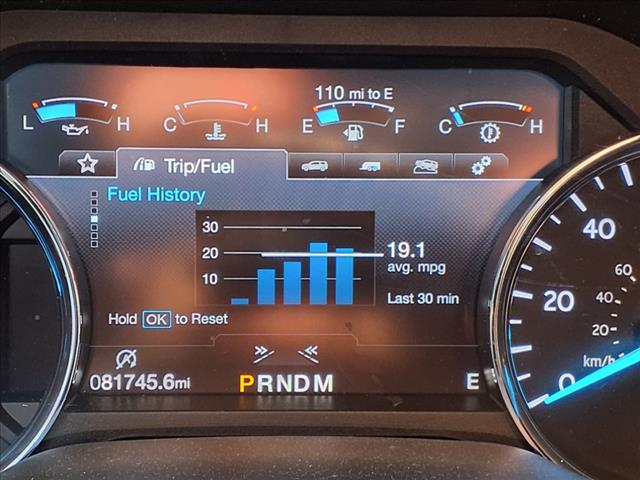 110 mi to E
L H C H E F C H
Trip/Fuel
Fuel History
30
20
10
19.1
avg. mpg
Last 30 min
Hold OK to Reset
081745.6mi
PRNDM
E
40
20
0
60
40
20
km/h